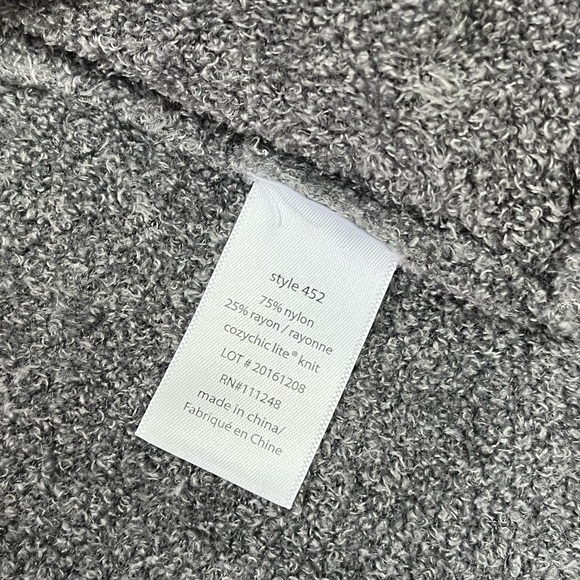 style 452
75% nylon
25% rayon / rayonne
cozychic lite® knit
LOT # 20161208
RN#111248
made in china/
Fabriqué en Chine